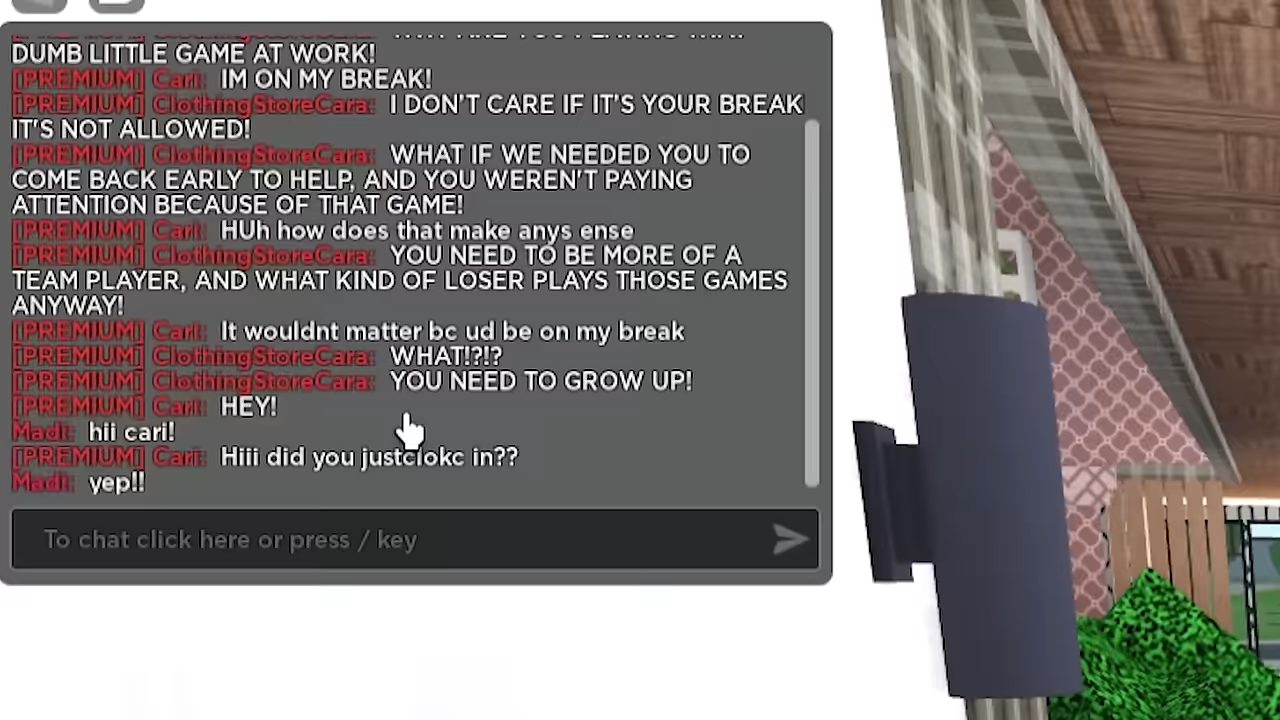 DUMB LITTLE GAME AT WORK!
[PREMIUM] Cari: IM ON MY BREAK!
[PREMIUM] ClothingStoreCara: I DON'T CARE IF IT'S YOUR BREAK
IT'S NOT ALLOWED!
[PREMIUM] ClothingStoreCara: WHAT IF WE NEEDED YOU TO
COME BACK EARLY TO HELP, AND YOU WEREN'T PAYING
ATTENTION BECAUSE OF THAT GAME!
[PREMIUM] Cari: HUh how does that make anys ense
[PREMIUM] ClothingStoreCara: YOU NEED TO BE MORE OF A
TEAM PLAYER, AND WHAT KIND OF LOSER PLAYS THOSE GAMES
ANYWAY!
[PREMIUM] Cari: It wouldnt matter bc ud be on my break
[PREMIUM] ClothingStoreCara: WHAT!?!?
[PREMIUM] ClothingStoreCara: YOU NEED TO GROW UP!
[PREMIUM] Cari: HEY!
Madi: hii cari!
[PREMIUM] Cari: Hiii did you justclokc in??
Madi: yep!!
To chat click here or press / key